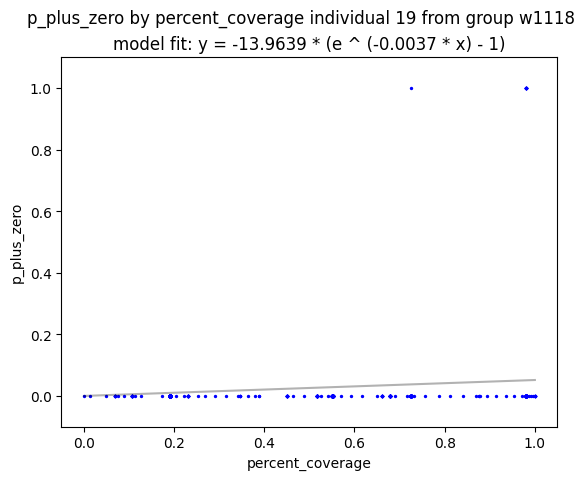 p_plus_zero by percent_coverage individual 19 from group w1118
model fit: y = -13.9639 * (e ^ (-0.0037 * x) - 1)
1.0
0.8
0.6
0.4
0.2
0.0
p_plus_zero
0.0 0.2 0.4 0.6 0.8 1.0
percent_coverage